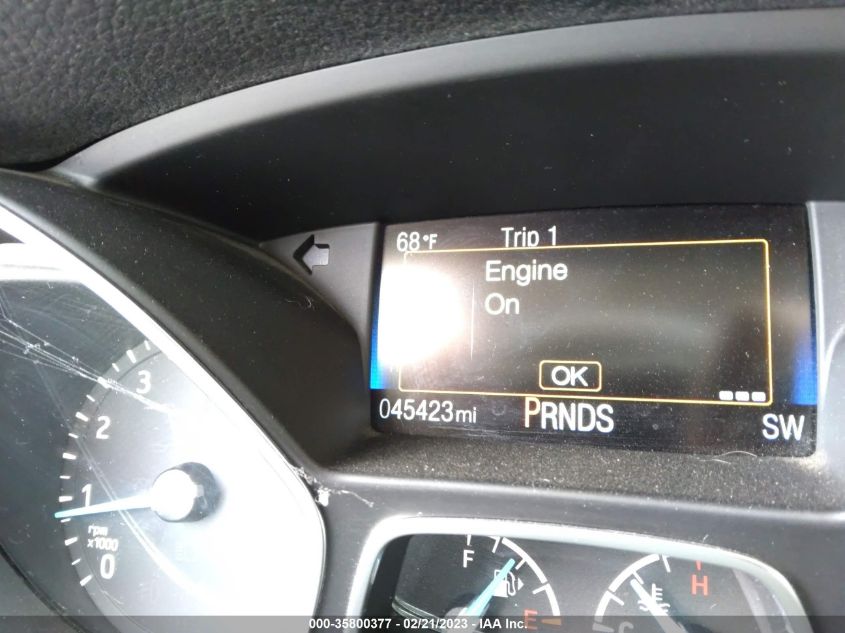 68°F Trip 1
Engine
On
OK
045423mi PRNDS SW
3
2
1
rpm
x1000
0
F
E
H
C
000-35800377 - 02/21/2023 - IAA Inc.